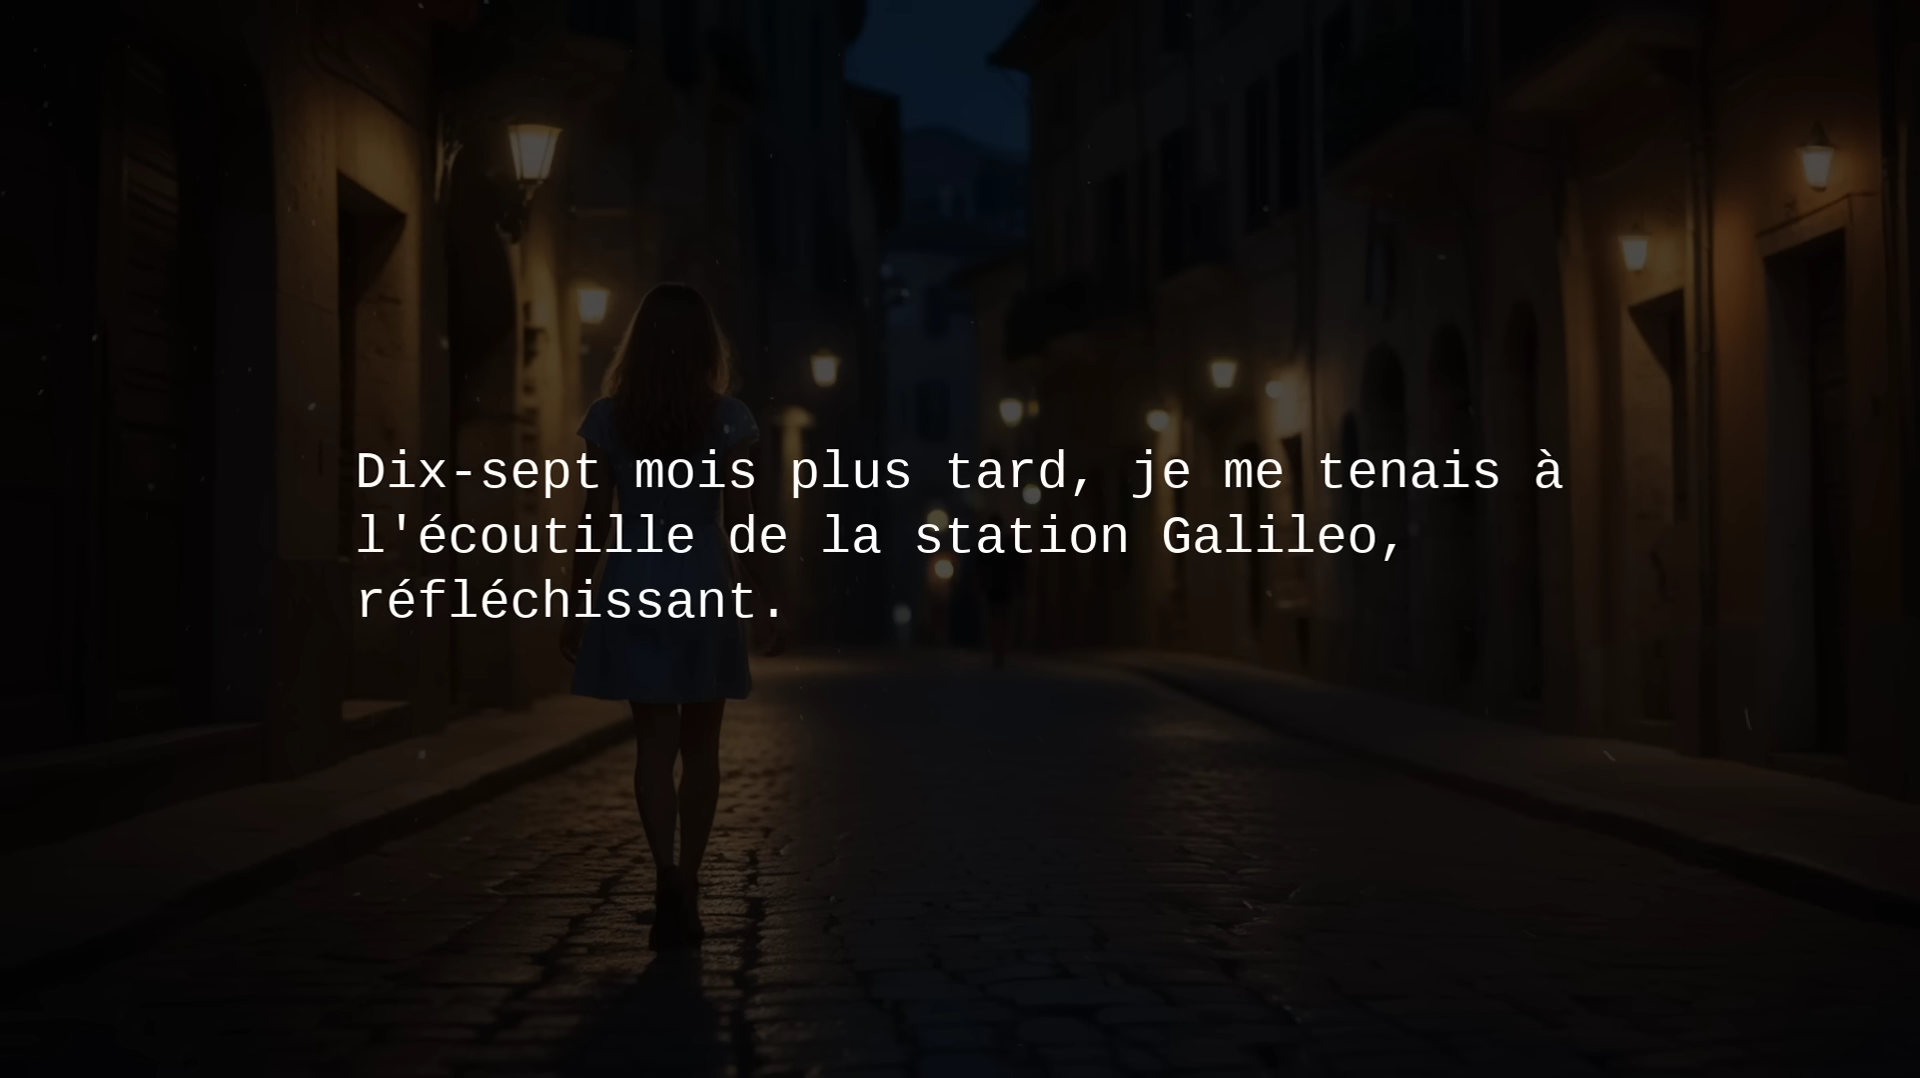 Dix-sept mois plus tard, je me tenais à
l'écoutille de la station Galileo,
réfléchissant.